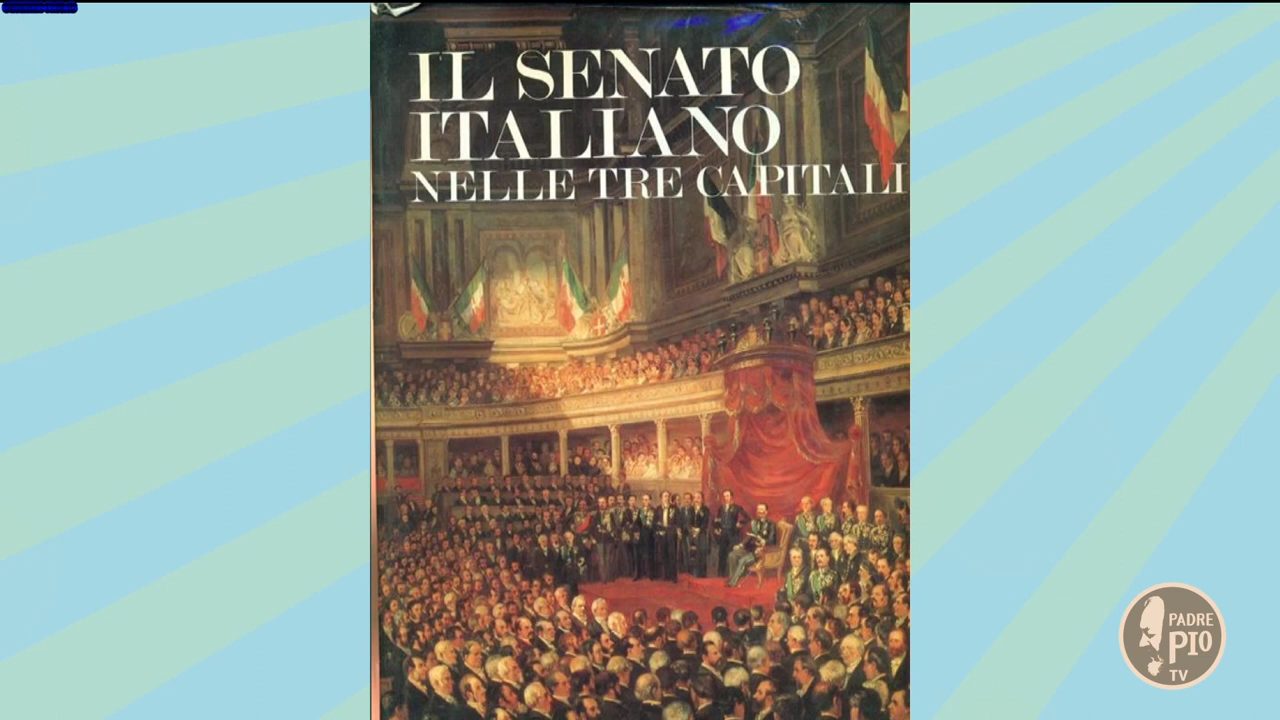 IL SENATO
ITALIANO
NELLE TRE CAPITALI
PADRE
PIO
TV